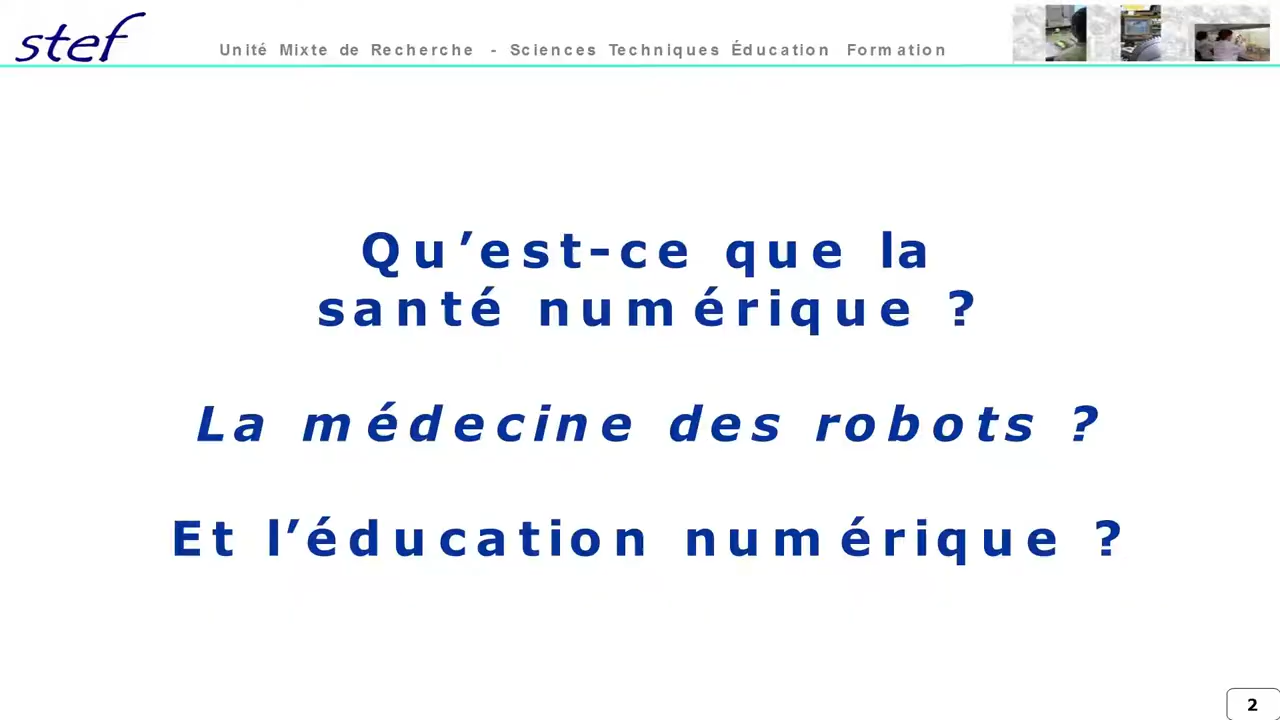 stef
Unité Mixte de Recherche - Sciences Techniques Éducation Formation
Qu’est-ce que la
santé numérique ?
La médecine des robots ?
Et l’éducation numérique ?
2